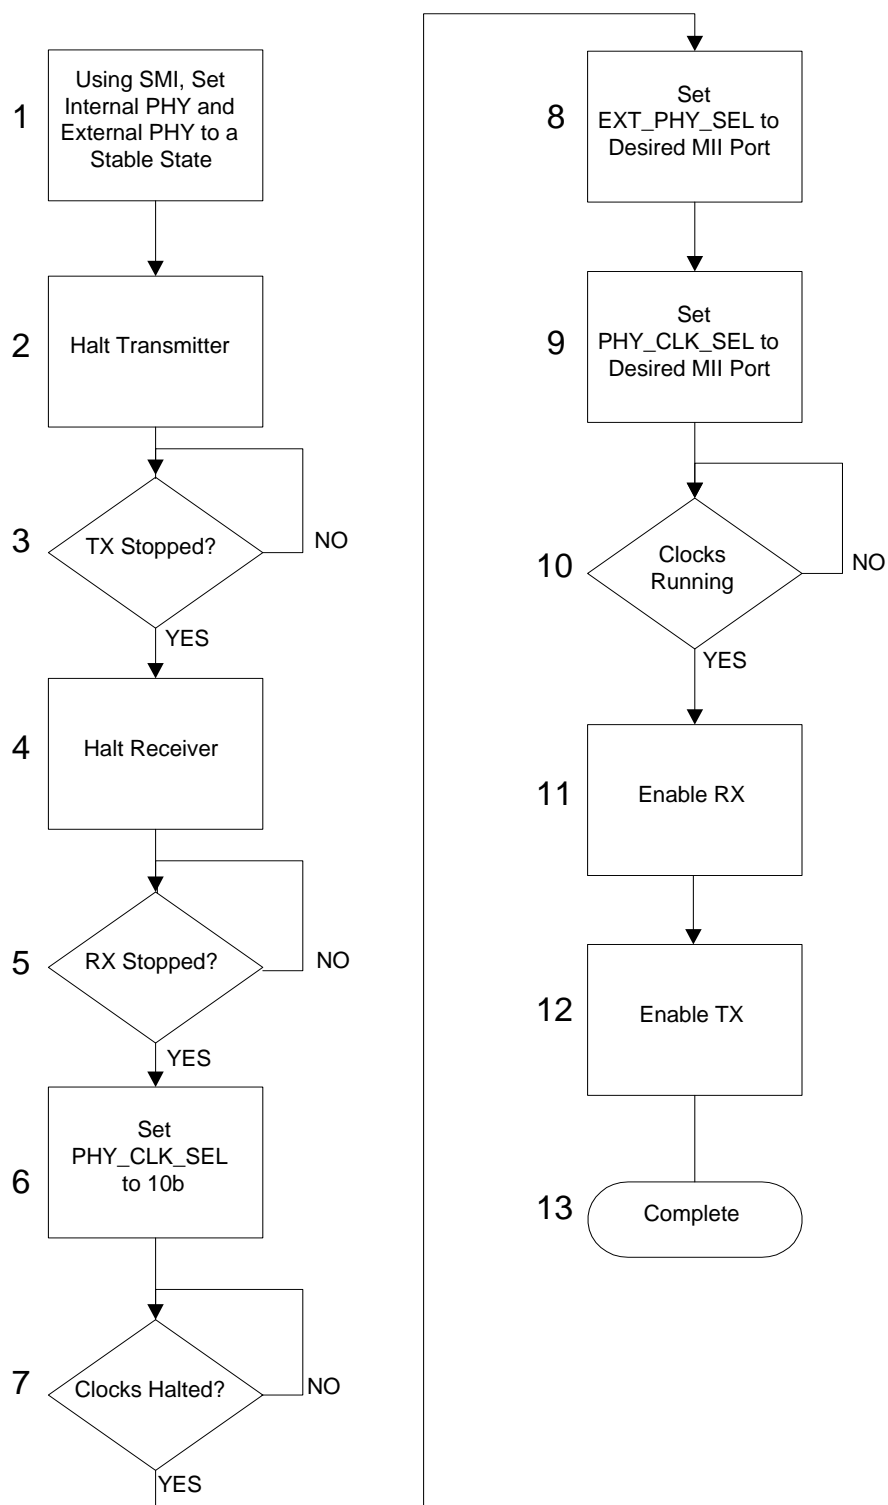 1
Using SMI, Set
Internal PHY and
External PHY to a
Stable State
2
Halt Transmitter
3
TX Stopped?
NO
YES
4
Halt Receiver
5
RX Stopped?
NO
YES
6
Set
PHY_CLK_SEL
to 10b
7
Clocks Halted?
NO
YES
8
Set
EXT_PHY_SEL to
Desired MII Port
9
Set
PHY_CLK_SEL to
Desired MII Port
10
Clocks
Running
NO
YES
11
Enable RX
12
Enable TX
13
Complete